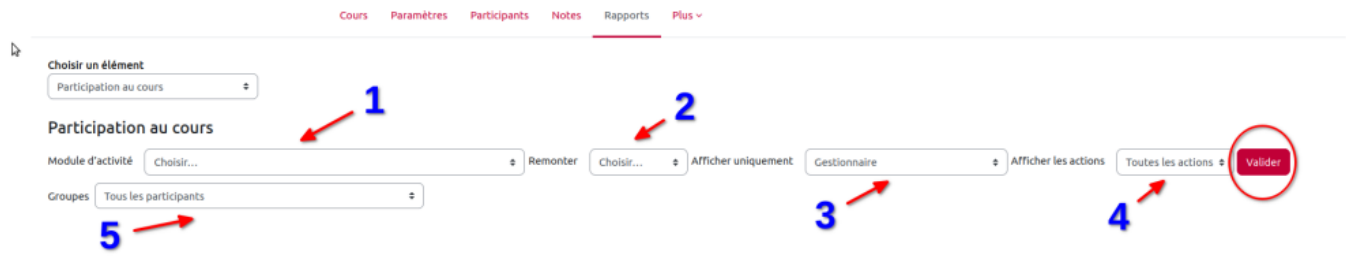 Cours Paramètres Participants Notes Rapports Plus
Choisir un élément
Participation au cours
1
2
Participation au cours
Module d'activité Choisir... Remonter Choisir... Afficher uniquement Gestionnaire Afficher les actions Toutes les actions Valider
Groupes Tous les participants
3
4
5